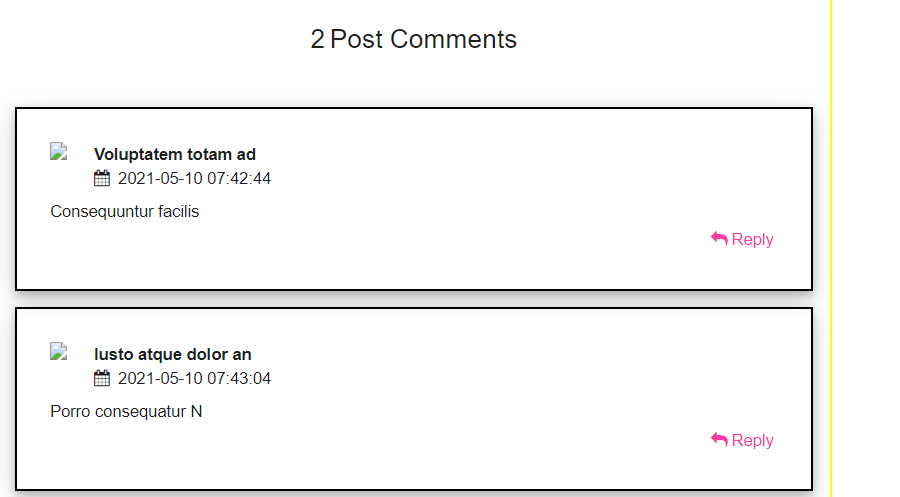 2 Post Comments
Voluptatem totam ad
2021-05-10 07:42:44
Consequuntur facilis
Reply
Iusto atque dolor an
2021-05-10 07:43:04
Porro consequatur N
Reply